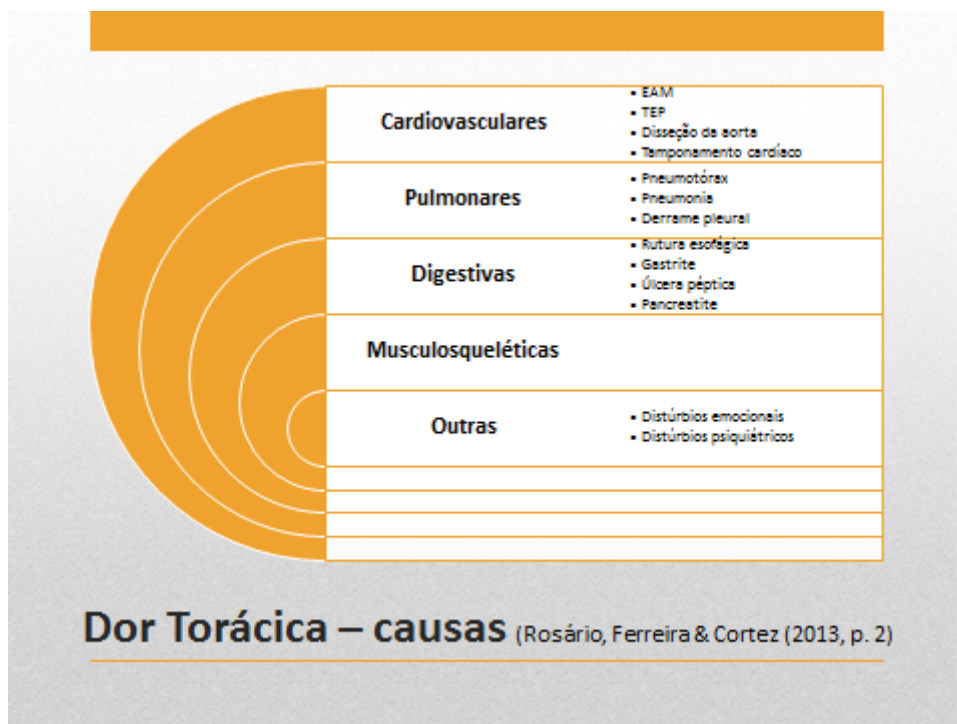 Cardiovasculares
▪ EAM
▪ TEP
▪ Disseção da aorta
▪ Tamponamento cardíaco
Pulmonares
▪ Pneumotórax
▪ Pneumonia
▪ Derrame pleural
Digestivas
▪ Rutura esofágica
▪ Gastrite
▪ Úlcera péptica
▪ Pancreatite
Musculosqueléticas
Outras
▪ Distúrbios emocionais
▪ Distúrbios psiquiátricos
Dor Torácica – causas (Rosário, Ferreira & Cortez (2013, p. 2)